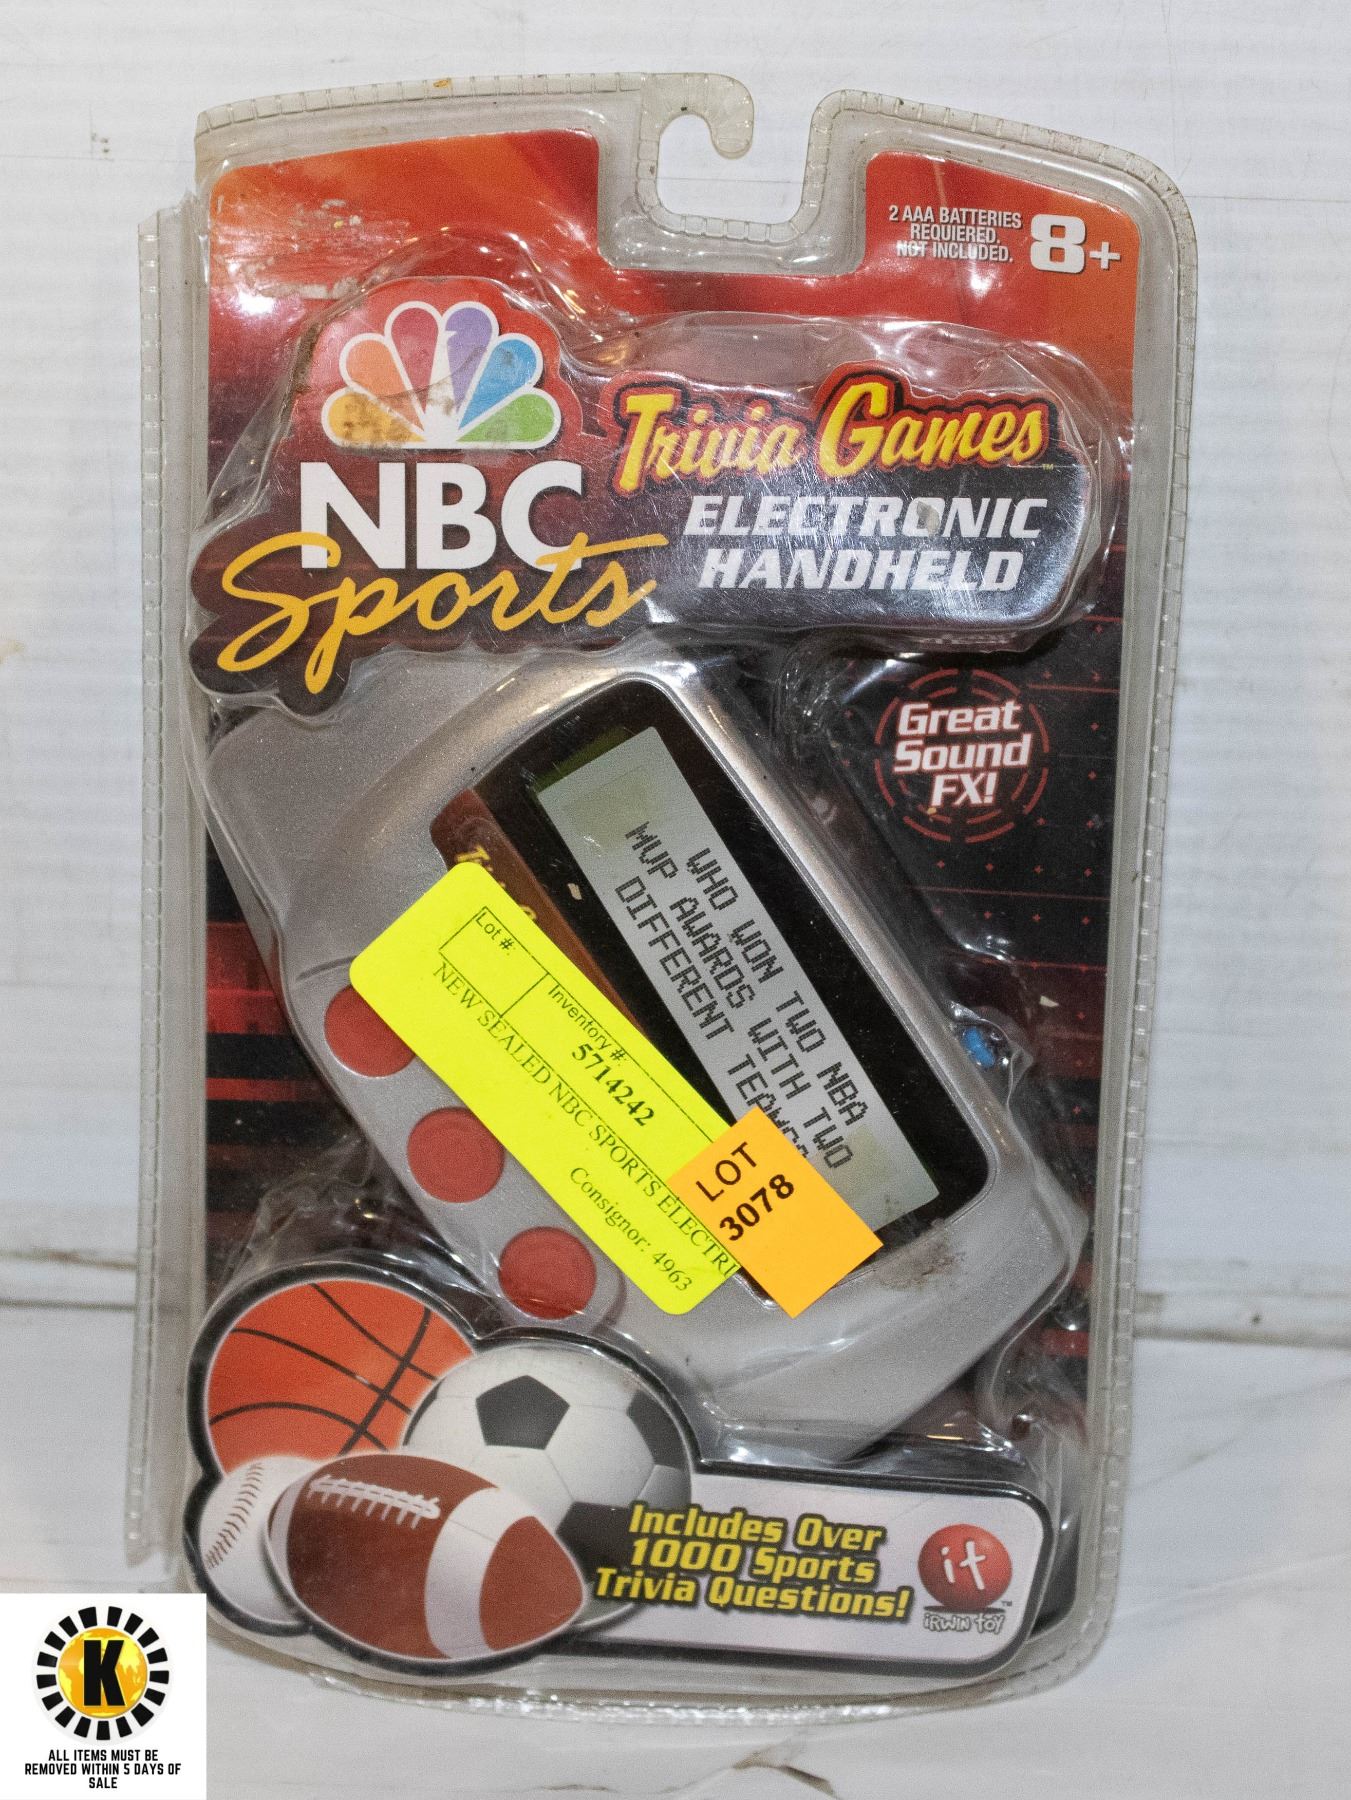 2 AAA BATTERIES
REQUIERED.
NOT INCLUDED.
8+
NBC
Sports
Trivia Games
ELECTRONIC
HANDHELD
Great
Sound
FX!
WHO WON TWO NBA
MVP AWARDS WITH TWO
DIFFERENT
Lot #:
Inventory #:
5714242
NEW SEALED NBC SPORTS ELECTRI
Consignor: 4963
LOT
3078
Includes Over
1000 Sports
Trivia Questions!
it
iRWIN TOY
K
ALL ITEMS MUST BE
REMOVED WITHIN 5 DAYS OF
SALE